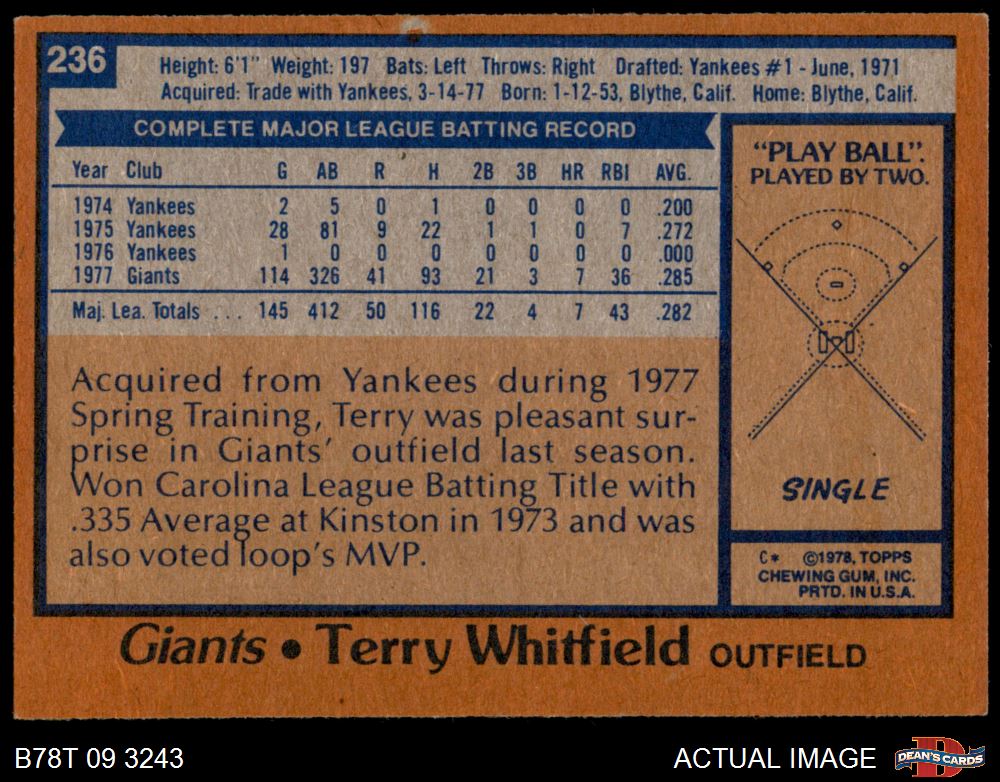 236
Height: 6'1" Weight: 197 Bats: Left Throws: Right Drafted: Yankees #1 - June, 1971
Acquired: Trade with Yankees, 3-14-77 Born: 1-12-53, Blythe, Calif. Home: Blythe, Calif.
COMPLETE MAJOR LEAGUE BATTING RECORD
Year Club G AB R H 2B 3B HR RBI AVG.
1974 Yankees 2 5 0 1 0 0 0 0 .200
1975 Yankees 28 81 9 22 1 1 0 7 .272
1976 Yankees 1 0 0 0 0 0 0 0 .000
1977 Giants 114 326 41 93 21 3 7 36 .285
Maj. Lea. Totals . . . 145 412 50 116 22 4 7 43 .282
Acquired from Yankees during 1977
Spring Training, Terry was pleasant sur-
prise in Giants' outfield last season.
Won Carolina League Batting Title with
.335 Average at Kinston in 1973 and was
also voted loop's MVP.
"PLAY BALL".
PLAYED BY TWO.
SINGLE
C* ©1978, TOPPS
CHEWING GUM, INC.
PRTD. IN U.S.A.
Giants • Terry Whitfield OUTFIELD
B78T 09 3243
ACTUAL IMAGE
D
DEAN'S CARDS